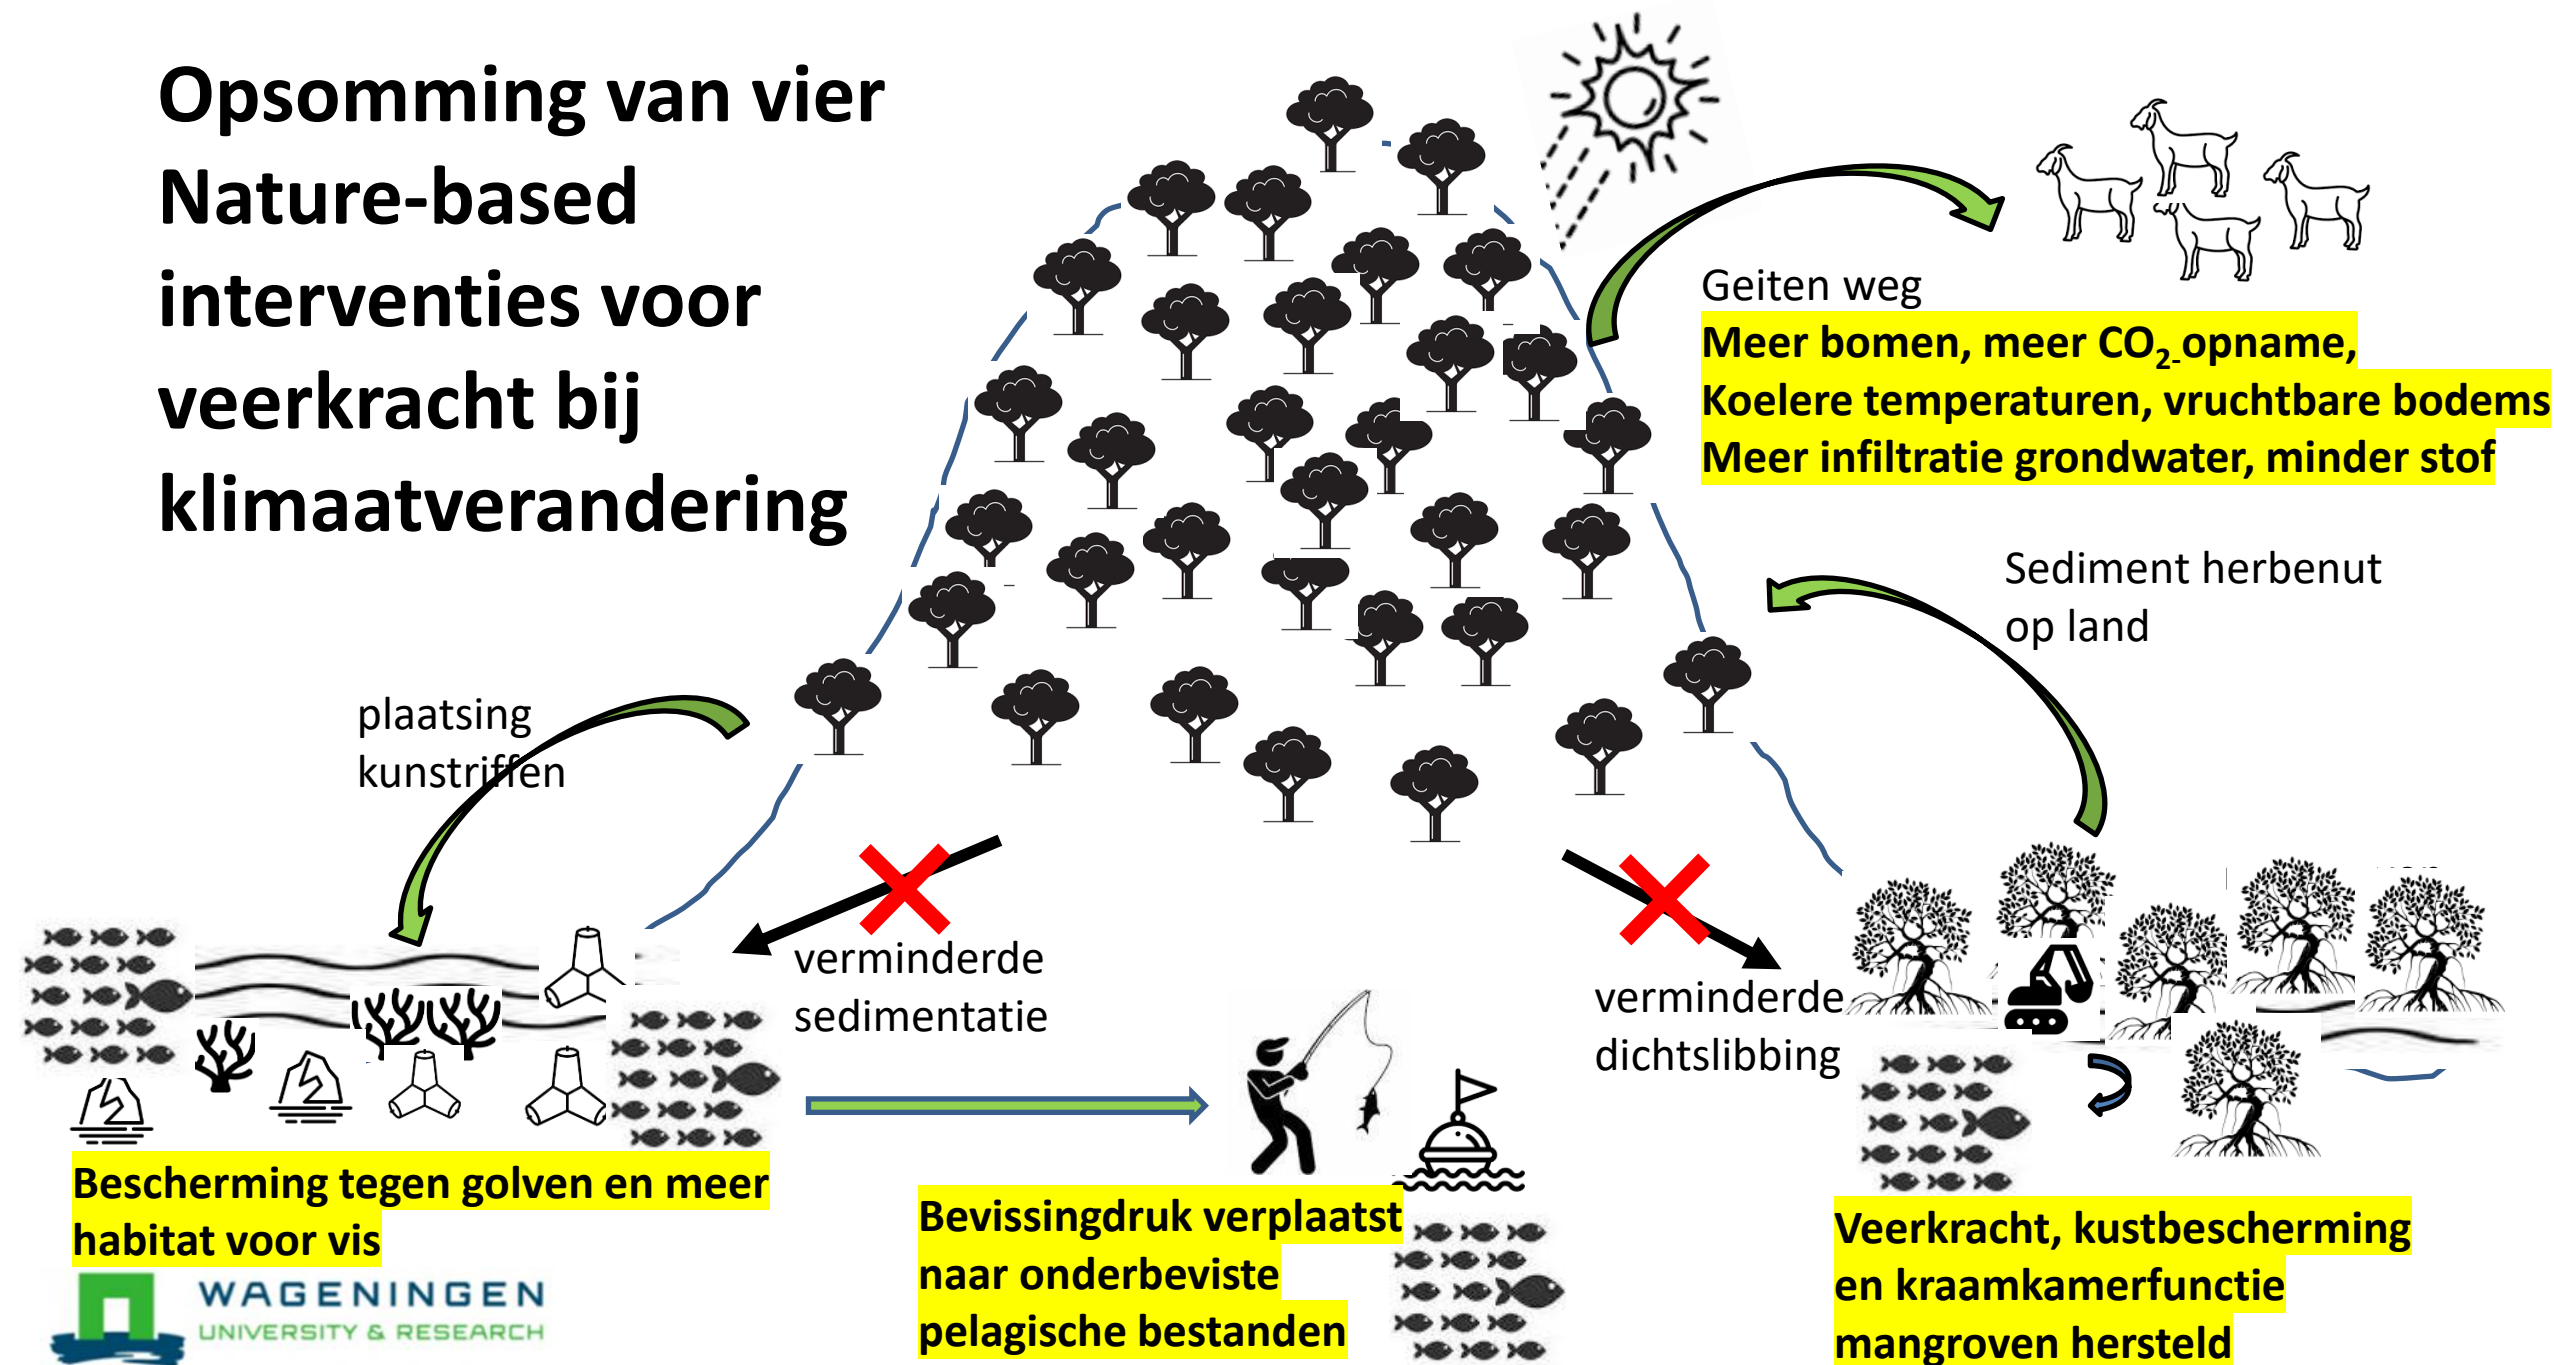 Opsomming van vier
Nature-based
interventies voor
veerkracht bij
klimaatverandering
Geiten weg
Meer bomen, meer CO2-opname,
Koelere temperaturen, vruchtbare bodems
Meer infiltratie grondwater, minder stof
Sediment herbenut
op land
plaatsing
kunstriffen
verminderde
sedimentatie
verminderde
dichtslibbing
Bescherming tegen golven en meer
habitat voor vis
Bevissingdruk verplaatst
naar onderbeviste
pelagische bestanden
Veerkracht, kustbescherming
en kraamkamerfunctie
mangroven hersteld
WAGENINGEN
UNIVERSITY & RESEARCH